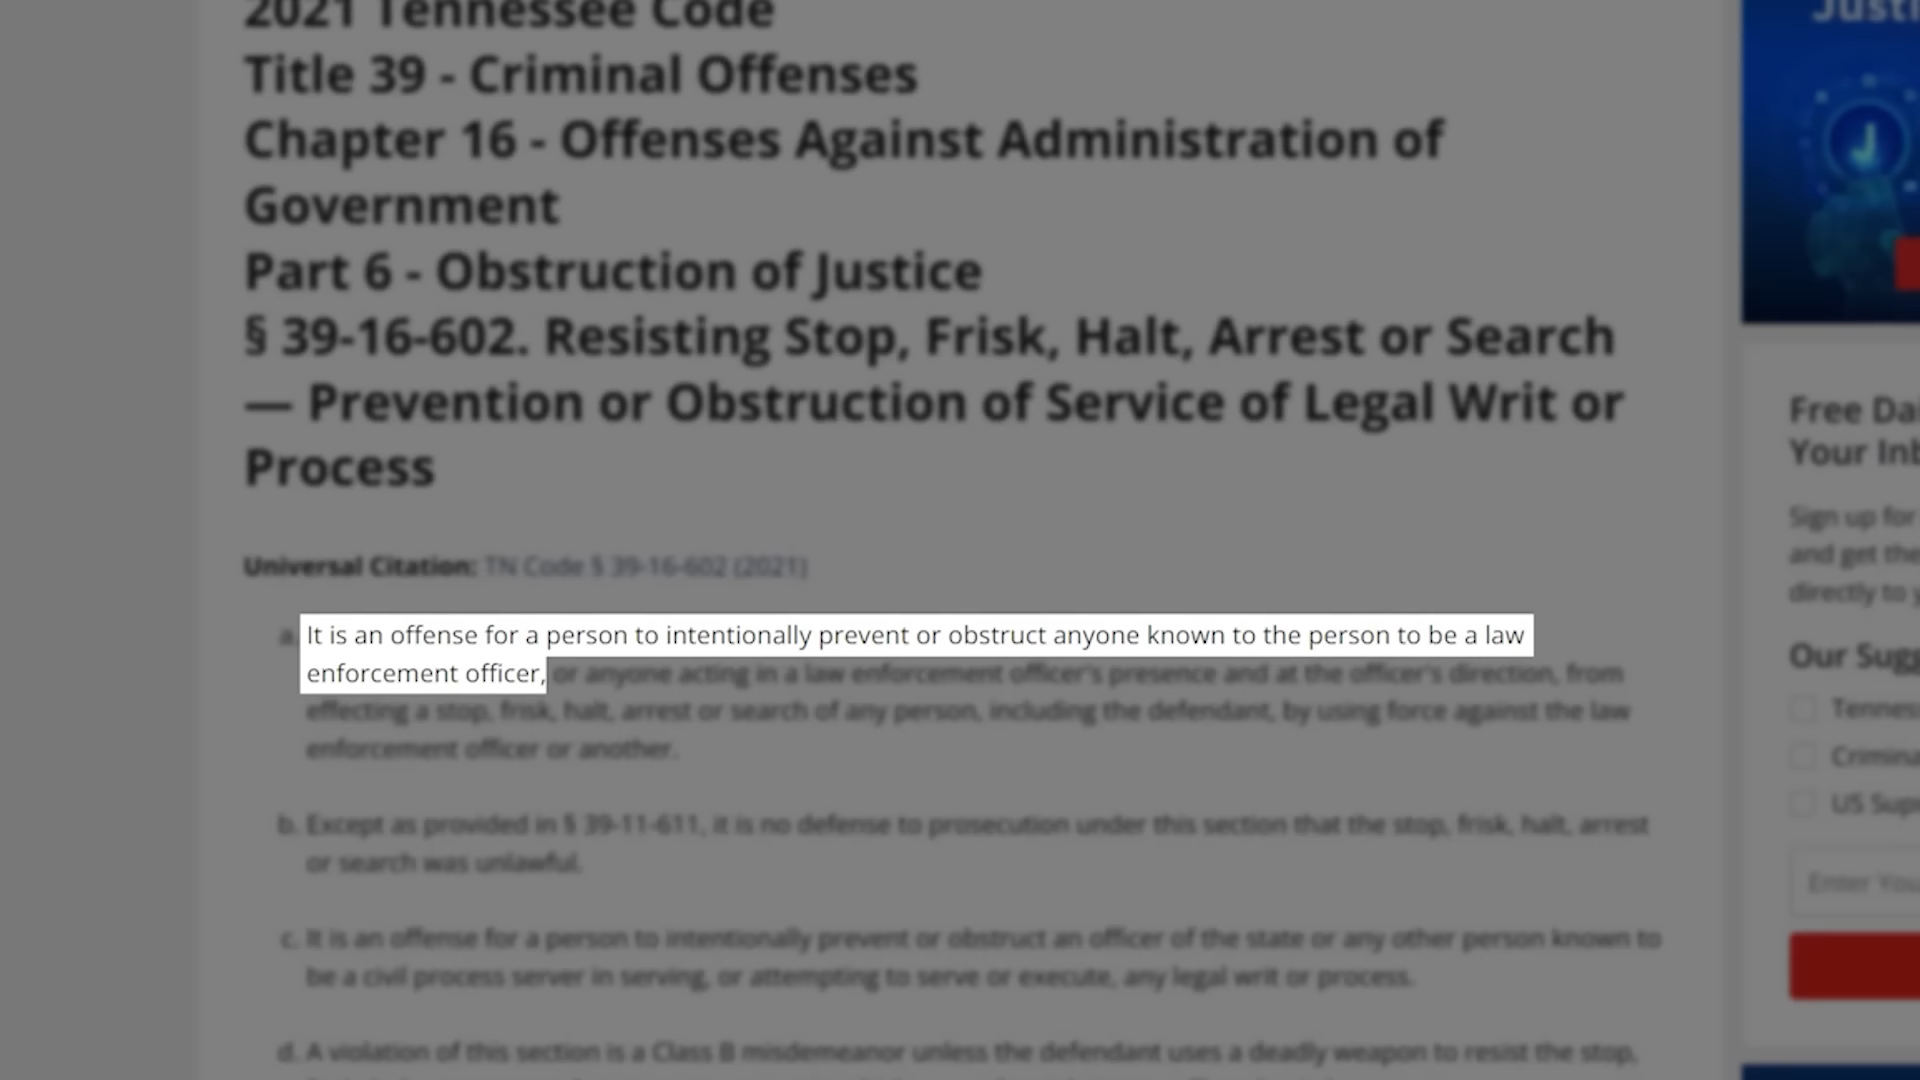 2021 Tennessee Code
Title 39 - Criminal Offenses
Chapter 16 - Offenses Against Administration of
Government
Part 6 - Obstruction of Justice
§ 39-16-602. Resisting Stop, Frisk, Halt, Arrest or Search
— Prevention or Obstruction of Service of Legal Writ or
Process
Universal Citation: TN Code § 39-16-602 (2021)
a. It is an offense for a person to intentionally prevent or obstruct anyone known to the person to be a law
enforcement officer, or anyone acting in a law enforcement officer's presence and at the officer's direction, from
effecting a stop, frisk, halt, arrest or search of any person, including the defendant, by using force against the law
enforcement officer or another.
b. Except as provided in § 39-11-611, it is no defense to prosecution under this section that the stop, frisk, halt, arrest
or search was unlawful.
c. It is an offense for a person to intentionally prevent or obstruct an officer of the state or any other person known to
be a civil process server in serving, or attempting to serve or execute, any legal writ or process.
d. A violation of this section is a Class B misdemeanor unless the defendant uses a deadly weapon to resist the stop,
Justi
J
Free Dai
Your Inb
Sign up for
and get the
directly to y
Our Sugg
Tennes
Crimina
US Supr
Enter You